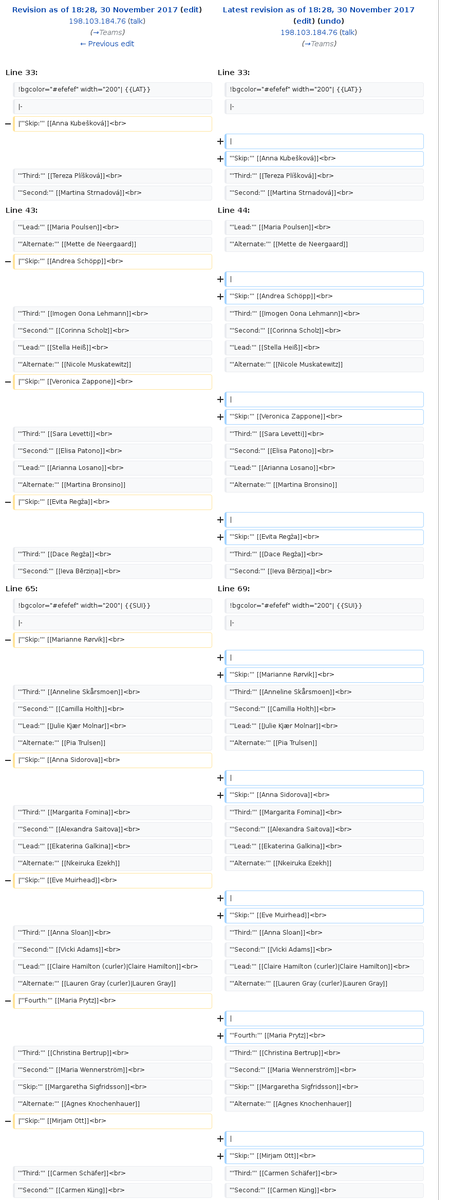 Revision as of 18:28, 30 November 2017 (edit)
198.103.184.76 (talk)
(→Teams)
← Previous edit
Line 33:
!bgcolor="#efefef" width="200"| {{LAT}}
|-
− |'''Skip:''' [[Anna Kubešková]]<br>
'''Third:''' [[Tereza Plíšková]]<br>
'''Second:''' [[Martina Strnadová]]<br>
Line 43:
'''Lead:''' [[Maria Poulsen]]<br>
'''Alternate:''' [[Mette de Neergaard]]
− |'''Skip:''' [[Andrea Schöpp]]<br>
'''Third:''' [[Imogen Oona Lehmann]]<br>
'''Second:''' [[Corinna Scholz]]<br>
'''Lead:''' [[Stella Heiß]]<br>
'''Alternate:''' [[Nicole Muskatewitz]]
− |'''Skip:''' [[Veronica Zappone]]<br>
'''Third:''' [[Sara Levetti]]<br>
'''Second:''' [[Elisa Patono]]<br>
'''Lead:''' [[Arianna Losano]]<br>
'''Alternate:''' [[Martina Bronsino]]
− |'''Skip:''' [[Evita Regža]]<br>
'''Third:''' [[Dace Regža]]<br>
'''Second:''' [[Ieva Bērziņa]]<br>
Line 65:
!bgcolor="#efefef" width="200"| {{SUI}}
|-
− |'''Skip:''' [[Marianne Rørvik]]<br>
'''Third:''' [[Anneline Skårsmoen]]<br>
'''Second:''' [[Camilla Holth]]<br>
'''Lead:''' [[Julie Kjær Molnar]]<br>
'''Alternate:''' [[Pia Trulsen]]
− |'''Skip:''' [[Anna Sidorova]]<br>
'''Third:''' [[Margarita Fomina]]<br>
'''Second:''' [[Alexandra Saitova]]<br>
'''Lead:''' [[Ekaterina Galkina]]<br>
'''Alternate:''' [[Nkeiruka Ezekh]]
− |'''Skip:''' [[Eve Muirhead]]<br>
'''Third:''' [[Anna Sloan]]<br>
'''Second:''' [[Vicki Adams]]<br>
'''Lead:''' [[Claire Hamilton (curler)|Claire Hamilton]]<br>
'''Alternate:''' [[Lauren Gray (curler)|Lauren Gray]]
− |'''Fourth:''' [[Maria Prytz]]<br>
'''Third:''' [[Christina Bertrup]]<br>
'''Second:''' [[Maria Wennerström]]<br>
'''Skip:''' [[Margaretha Sigfridsson]]<br>
'''Alternate:''' [[Agnes Knochenhauer]]
− |'''Skip:''' [[Mirjam Ott]]<br>
'''Third:''' [[Carmen Schäfer]]<br>
'''Second:''' [[Carmen Küng]]<br>
Latest revision as of 18:28, 30 November 2017
(edit) (undo)
198.103.184.76 (talk)
(→Teams)
Line 33:
!bgcolor="#efefef" width="200"| {{LAT}}
|-
+ |
+ '''Skip:''' [[Anna Kubešková]]<br>
'''Third:''' [[Tereza Plíšková]]<br>
'''Second:''' [[Martina Strnadová]]<br>
Line 44:
'''Lead:''' [[Maria Poulsen]]<br>
'''Alternate:''' [[Mette de Neergaard]]
+ |
+ '''Skip:''' [[Andrea Schöpp]]<br>
'''Third:''' [[Imogen Oona Lehmann]]<br>
'''Second:''' [[Corinna Scholz]]<br>
'''Lead:''' [[Stella Heiß]]<br>
'''Alternate:''' [[Nicole Muskatewitz]]
+ |
+ '''Skip:''' [[Veronica Zappone]]<br>
'''Third:''' [[Sara Levetti]]<br>
'''Second:''' [[Elisa Patono]]<br>
'''Lead:''' [[Arianna Losano]]<br>
'''Alternate:''' [[Martina Bronsino]]
+ |
+ '''Skip:''' [[Evita Regža]]<br>
'''Third:''' [[Dace Regža]]<br>
'''Second:''' [[Ieva Bērziņa]]<br>
Line 69:
!bgcolor="#efefef" width="200"| {{SUI}}
|-
+ |
+ '''Skip:''' [[Marianne Rørvik]]<br>
'''Third:''' [[Anneline Skårsmoen]]<br>
'''Second:''' [[Camilla Holth]]<br>
'''Lead:''' [[Julie Kjær Molnar]]<br>
'''Alternate:''' [[Pia Trulsen]]
+ |
+ '''Skip:''' [[Anna Sidorova]]<br>
'''Third:''' [[Margarita Fomina]]<br>
'''Second:''' [[Alexandra Saitova]]<br>
'''Lead:''' [[Ekaterina Galkina]]<br>
'''Alternate:''' [[Nkeiruka Ezekh]]
+ |
+ '''Skip:''' [[Eve Muirhead]]<br>
'''Third:''' [[Anna Sloan]]<br>
'''Second:''' [[Vicki Adams]]<br>
'''Lead:''' [[Claire Hamilton (curler)|Claire Hamilton]]<br>
'''Alternate:''' [[Lauren Gray (curler)|Lauren Gray]]
+ |
+ '''Fourth:''' [[Maria Prytz]]<br>
'''Third:''' [[Christina Bertrup]]<br>
'''Second:''' [[Maria Wennerström]]<br>
'''Skip:''' [[Margaretha Sigfridsson]]<br>
'''Alternate:''' [[Agnes Knochenhauer]]
+ |
+ '''Skip:''' [[Mirjam Ott]]<br>
'''Third:''' [[Carmen Schäfer]]<br>
'''Second:''' [[Carmen Küng]]<br>